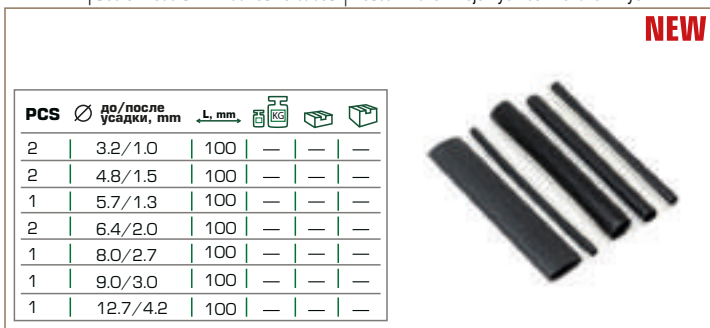 NEW
PCS Ø до/после усадки, mm L, mm KG
2 3.2/1.0 100 — — —
2 4.8/1.5 100 — — —
1 5.7/1.3 100 — — —
2 6.4/2.0 100 — — —
1 8.0/2.7 100 — — —
1 9.0/3.0 100 — — —
1 12.7/4.2 100 — — —